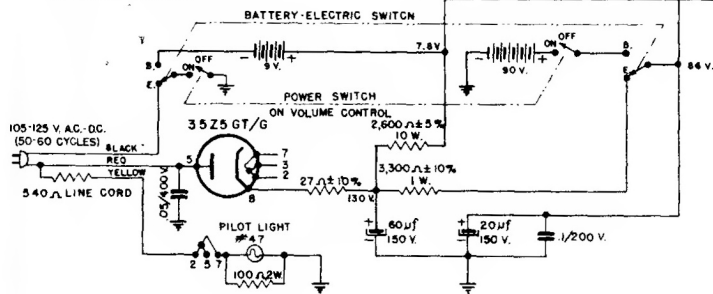 BATTERY-ELECTRIC SWITCH
B.
E.
ON OFF
- 9 V. +
7.8 V.
- 90 V. +
ON OFF
B.
E.
86 V.
POWER SWITCH
ON VOLUME CONTROL
105-125 V. A.C.-D.C.
(50-60 CYCLES)
BLACK
RED
YELLOW
540 Ω LINE CORD
35Z5 GT/G
5
7
3
2
8
.05/400 V.
27 Ω ± 10%
130 V.
2,600 Ω ± 5%
10 W.
3,300 Ω ± 10%
1 W.
+ 60 µf
- 150 V.
+ 20 µf
- 150 V.
.1/200 V.
PILOT LIGHT
#47
2 5 7
100 Ω 2W.